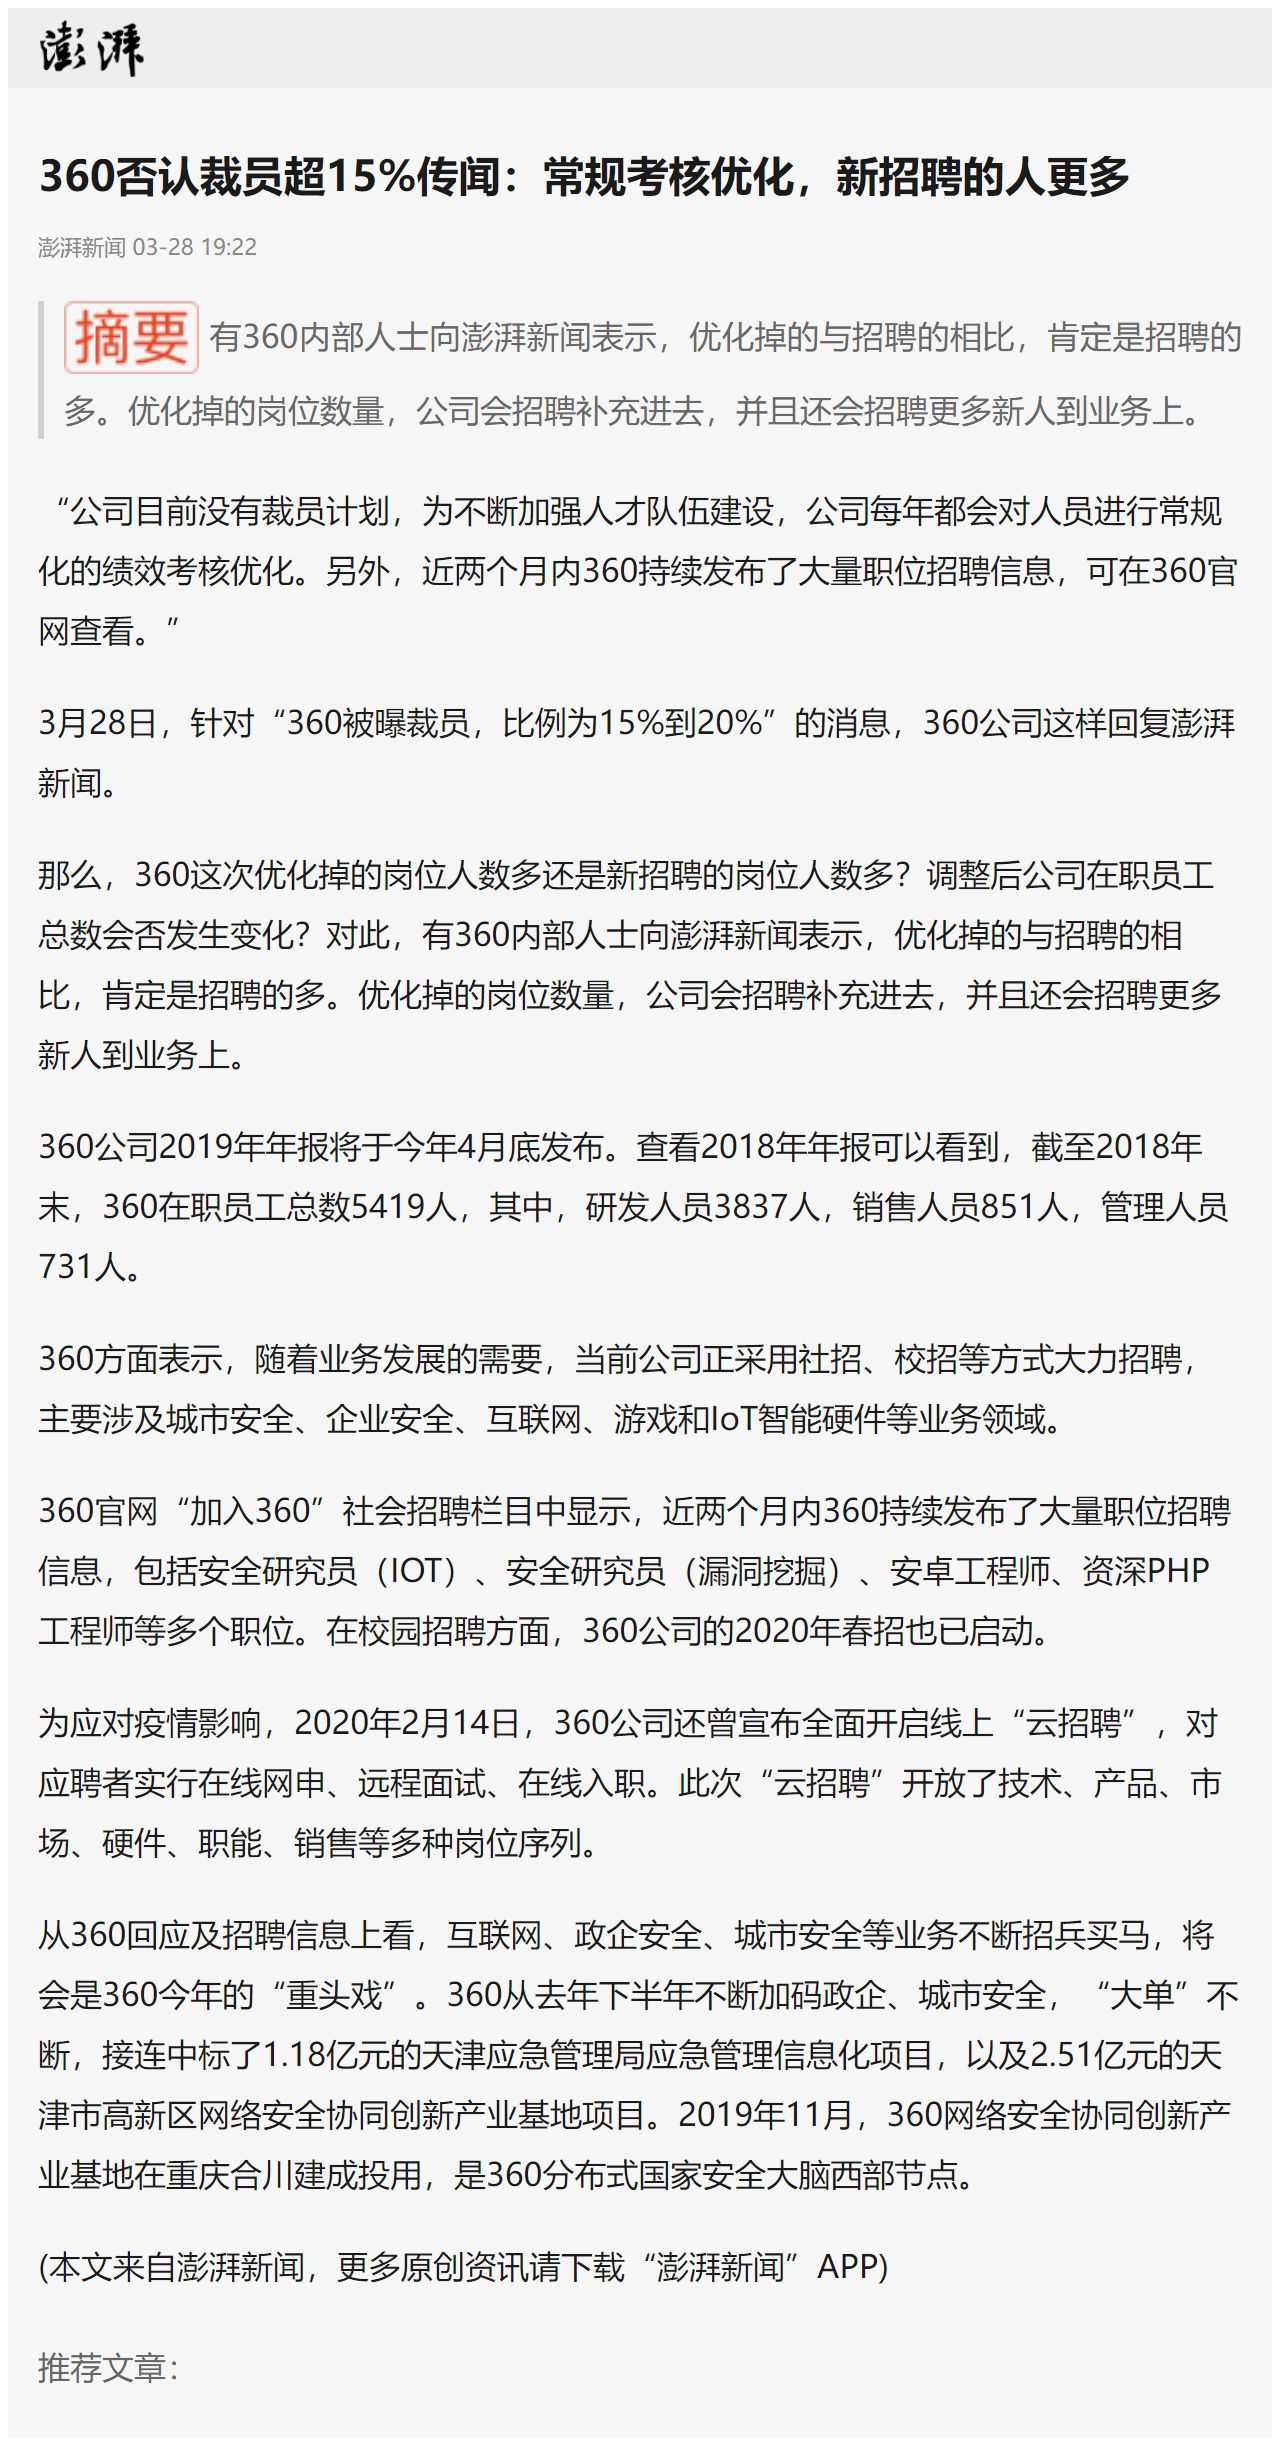 澎湃
360否认裁员超15%传闻：常规考核优化，新招聘的人更多
澎湃新闻 03-28 19:22
摘要 有360内部人士向澎湃新闻表示，优化掉的与招聘的相比，肯定是招聘的
多。优化掉的岗位数量，公司会招聘补充进去，并且还会招聘更多新人到业务上。
“公司目前没有裁员计划，为不断加强人才队伍建设，公司每年都会对人员进行常规
化的绩效考核优化。另外，近两个月内360持续发布了大量职位招聘信息，可在360官
网查看。”
3月28日，针对“360被曝裁员，比例为15%到20%”的消息，360公司这样回复澎湃
新闻。
那么，360这次优化掉的岗位人数多还是新招聘的岗位人数多？调整后公司在职员工
总数会否发生变化？对此，有360内部人士向澎湃新闻表示，优化掉的与招聘的相
比，肯定是招聘的多。优化掉的岗位数量，公司会招聘补充进去，并且还会招聘更多
新人到业务上。
360公司2019年年报将于今年4月底发布。查看2018年年报可以看到，截至2018年
末，360在职员工总数5419人，其中，研发人员3837人，销售人员851人，管理人员
731人。
360方面表示，随着业务发展的需要，当前公司正采用社招、校招等方式大力招聘，
主要涉及城市安全、企业安全、互联网、游戏和IoT智能硬件等业务领域。
360官网“加入360”社会招聘栏目中显示，近两个月内360持续发布了大量职位招聘
信息，包括安全研究员（IOT）、安全研究员（漏洞挖掘）、安卓工程师、资深PHP
工程师等多个职位。在校园招聘方面，360公司的2020年春招也已启动。
为应对疫情影响，2020年2月14日，360公司还曾宣布全面开启线上“云招聘”，对
应聘者实行在线网申、远程面试、在线入职。此次“云招聘”开放了技术、产品、市
场、硬件、职能、销售等多种岗位序列。
从360回应及招聘信息上看，互联网、政企安全、城市安全等业务不断招兵买马，将
会是360今年的“重头戏”。360从去年下半年不断加码政企、城市安全，“大单”不
断，接连中标了1.18亿元的天津应急管理局应急管理信息化项目，以及2.51亿元的天
津市高新区网络安全协同创新产业基地项目。2019年11月，360网络安全协同创新产
业基地在重庆合川建成投用，是360分布式国家安全大脑西部节点。
(本文来自澎湃新闻，更多原创资讯请下载“澎湃新闻”APP)
推荐文章：